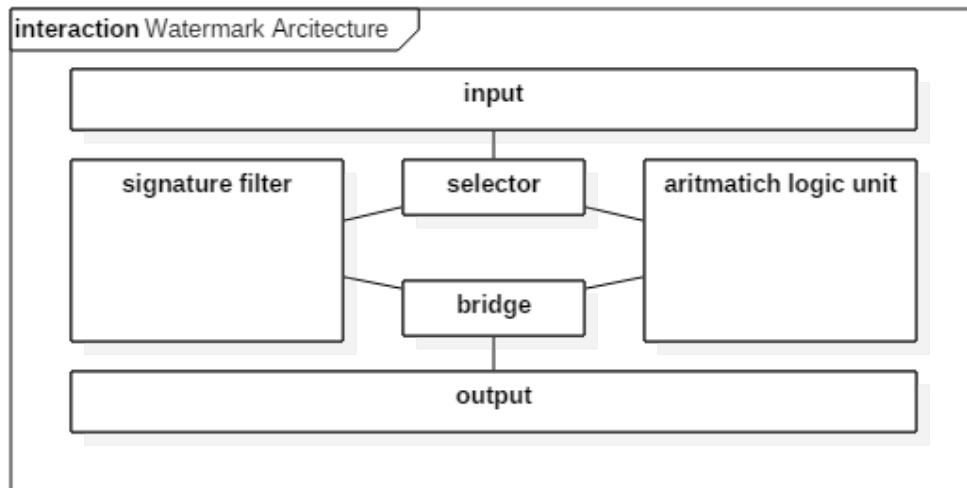 interaction Watermark Arcitecture
input
signature filter
selector
aritmatich logic unit
bridge
output